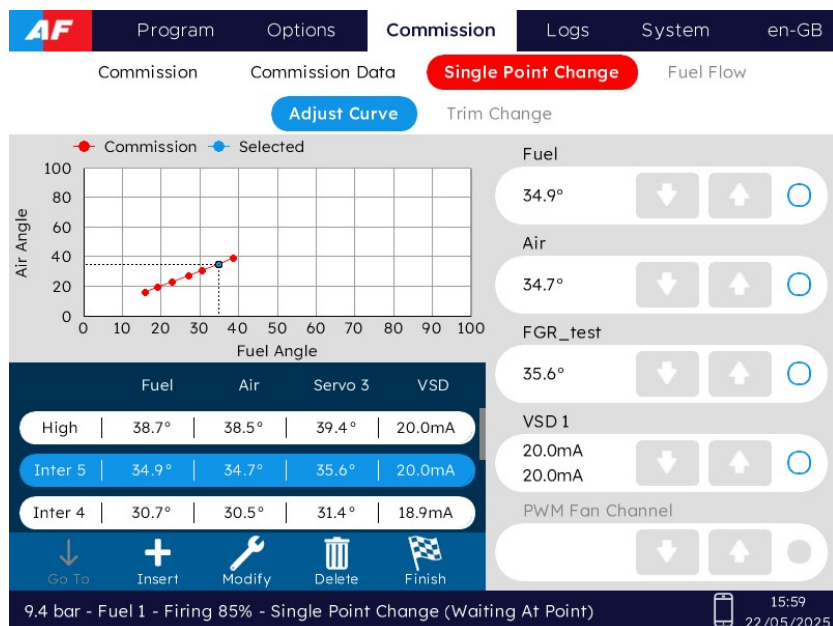 AF Program Options Commission Logs System en-GB
Commission Commission Data Single Point Change Fuel Flow
Adjust Curve Trim Change
Commission Selected
Air Angle
100
80
60
40
20
0
0 10 20 30 40 50 60 70 80 90 100
Fuel Angle
Fuel Air Servo 3 VSD
High 38.7° 38.5° 39.4° 20.0mA
Inter 5 34.9° 34.7° 35.6° 20.0mA
Inter 4 30.7° 30.5° 31.4° 18.9mA
Go To Insert Modify Delete Finish
Fuel
34.9°
Air
34.7°
FGR_test
35.6°
VSD 1
20.0mA
20.0mA
PWM Fan Channel
9.4 bar - Fuel 1 - Firing 85% - Single Point Change (Waiting At Point)
15:59
22/05/2025